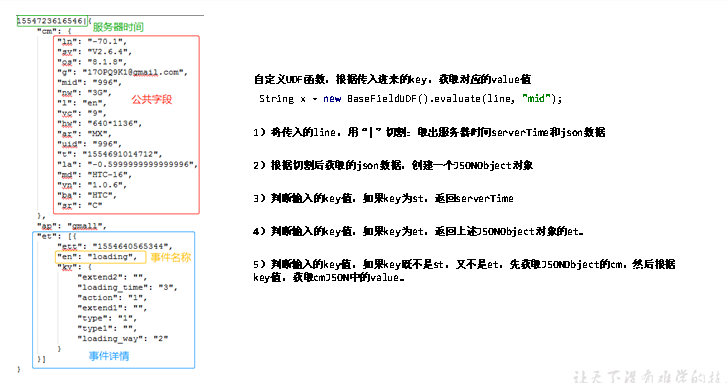 1554723616546|{
服务器时间
"cm": {
"ln": "-70.1",
"sv": "V2.6.4",
"os": "8.1.8",
"g": "17OPQ9K1@gmail.com",
"mid": "996",
"nw": "3G",
"l": "en",
"vc": "9",
"hw": "640*1136",
"ar": "MX",
"uid": "996",
"t": "1554691014712",
"la": "-0.5999999999999996",
"md": "HTC-16",
"vn": "1.0.6",
"ba": "HTC",
"sr": "C"
公共字段
},
"ap": "gmall",
"et": [{
"ett": "1554640565344",
"en": "loading",
事件名称
"kv": {
"extend2": "",
"loading_time": "3",
"action": "1",
"extend1": "",
"type": "1",
"type1": "",
"loading_way": "2"
}
}]
事件详情
}
自定义UDF函数，根据传入进来的key，获取对应的value值
String x = new BaseFieldUDF().evaluate(line, "mid");
1）将传入的line，用“|”切割：取出服务器时间serverTime和json数据
2）根据切割后获取的json数据，创建一个JSONObject对象
3）判断输入的key值，如果key为st，返回serverTime
4）判断输入的key值，如果key为et，返回上述JSONObject对象的et。
5）判断输入的key值，如果key既不是st，又不是et，先获取JSONObject的cm，然后根据
key值，获取cmJSON中的value。
让天下没有难学的技